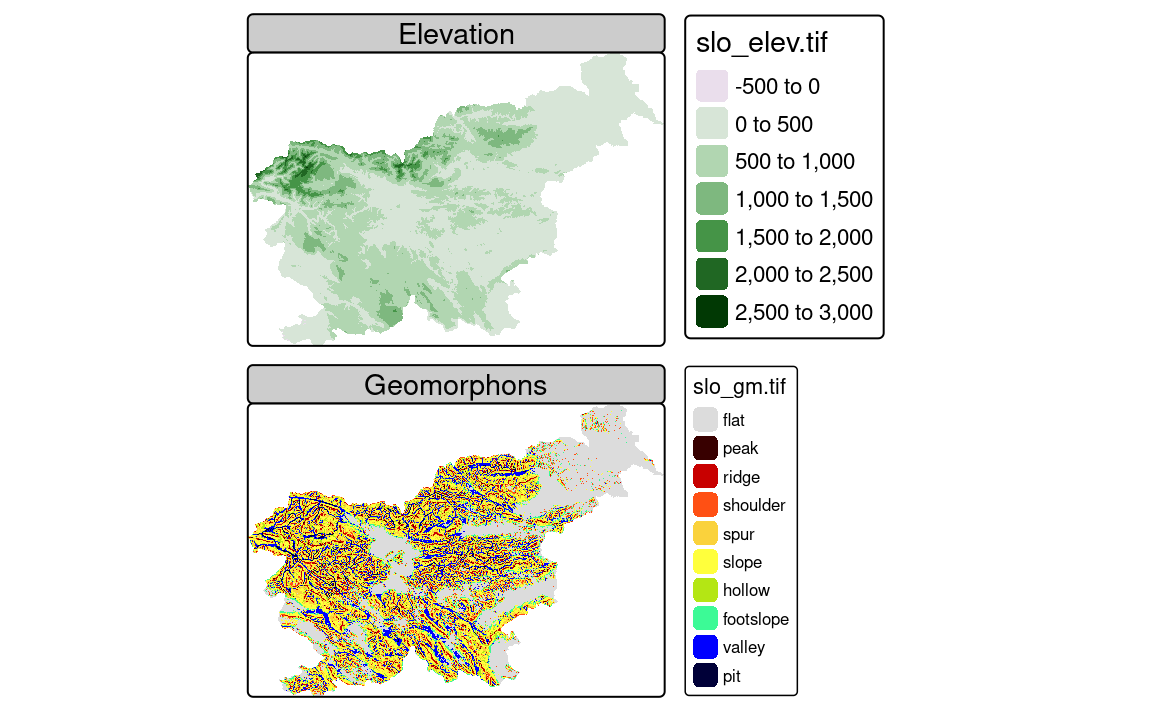 Elevation
slo_elev.tif
-500 to 0
0 to 500
500 to 1,000
1,000 to 1,500
1,500 to 2,000
2,000 to 2,500
2,500 to 3,000
Geomorphons
slo_gm.tif
flat
peak
ridge
shoulder
spur
slope
hollow
footslope
valley
pit